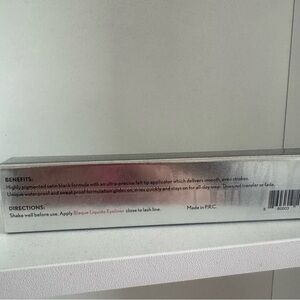 BENEFITS:
Highly pigmented satin black formula with an ultra-precise felt tip applicator which delivers smooth, even strokes.
Unique waterproof and sweat proof formulation glides on, dries quickly and stays on for all-day wear. Does not transfer or fade.
DIRECTIONS:
Shake well before use. Apply Bisque Liquids Eyeliner close to lash line.
Made in P.R.C.